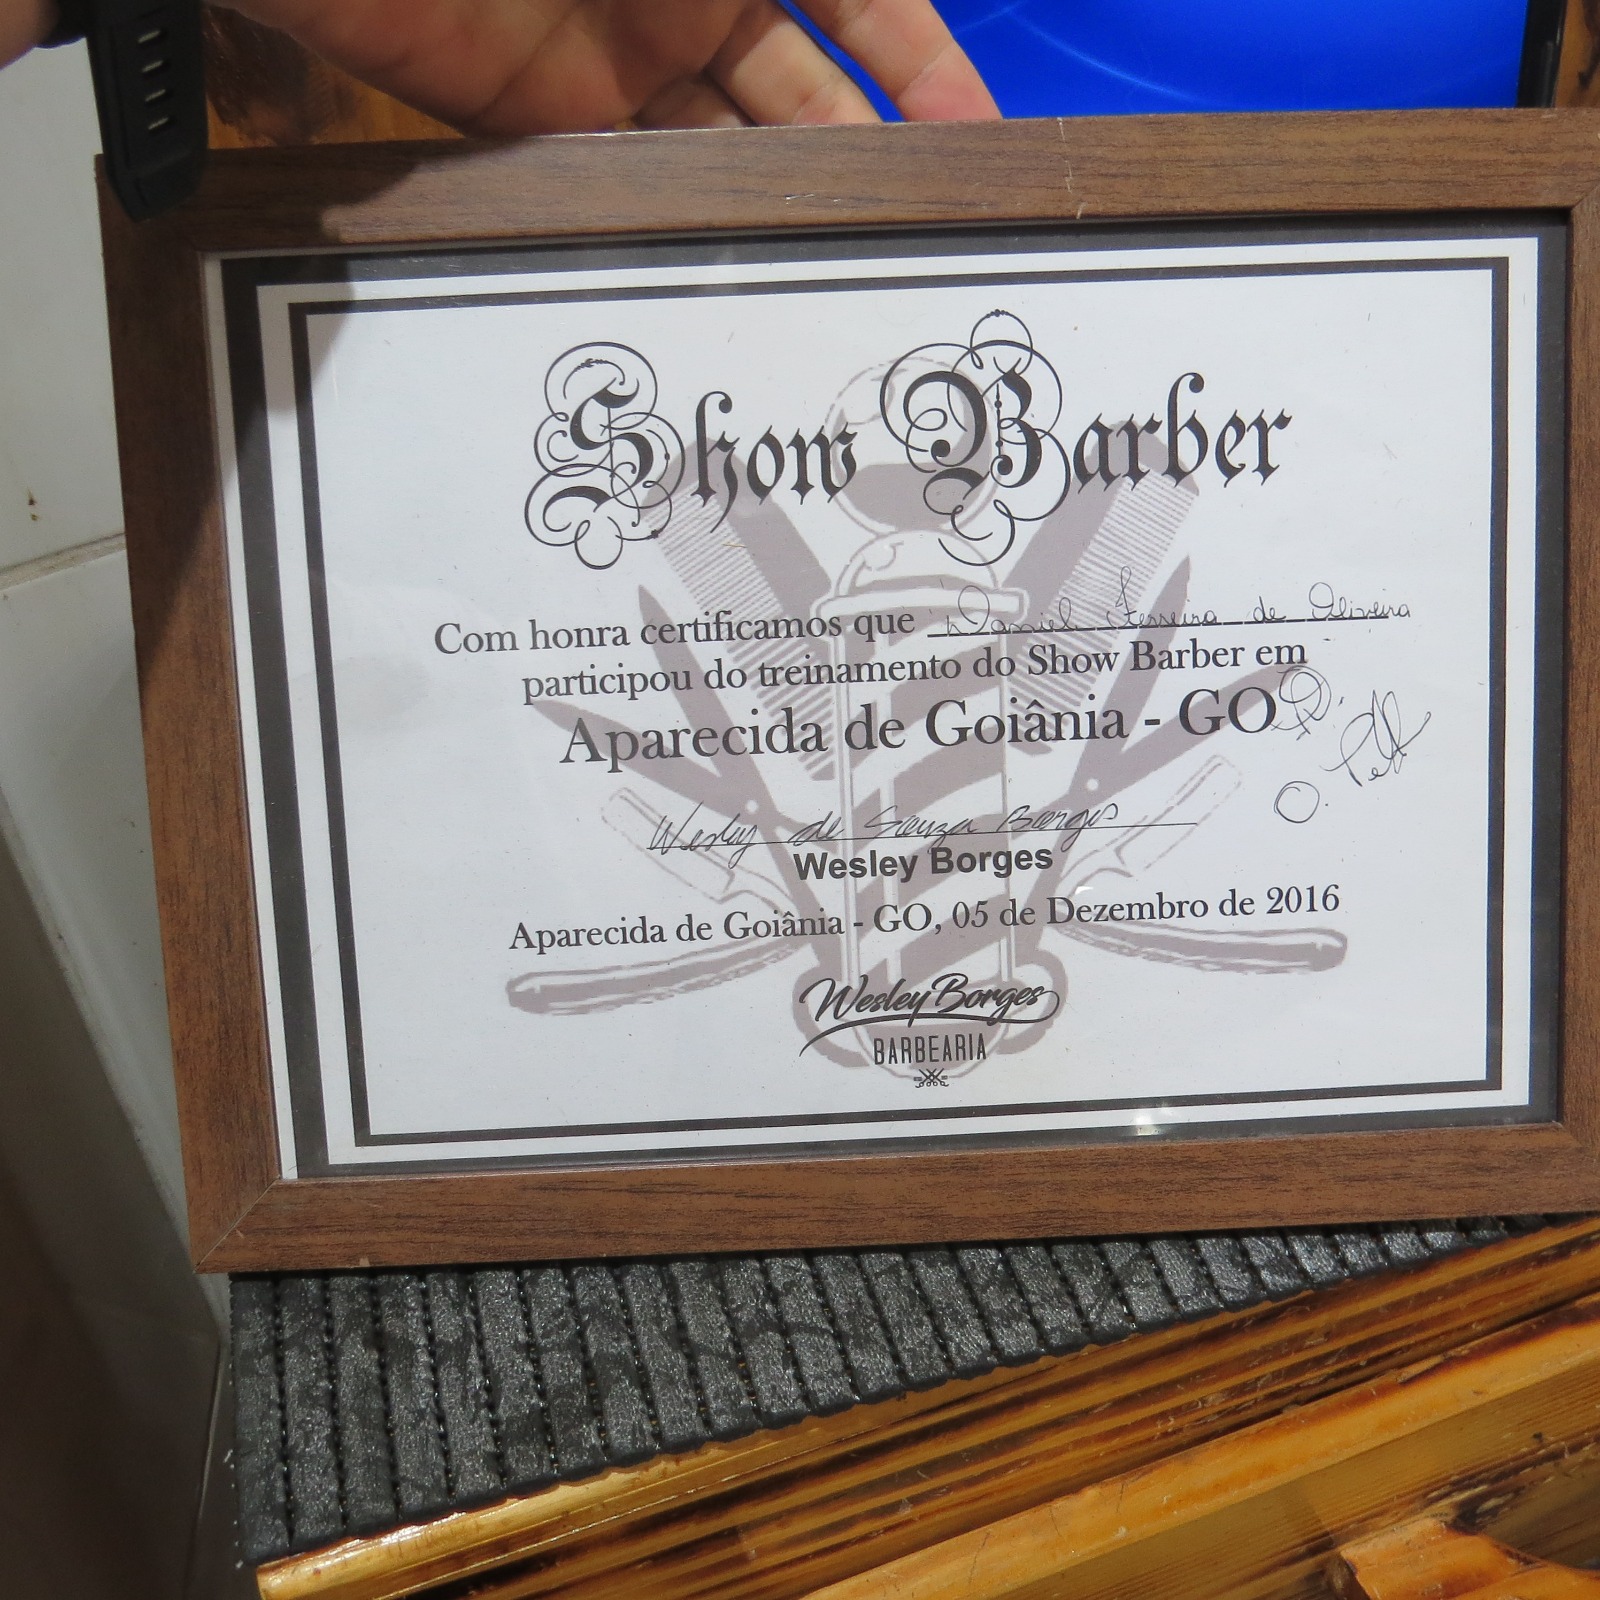 Show Barber
Com honra certificamos que Daniel Ferreira de Oliveira
participou do treinamento do Show Barber em
Aparecida de Goiânia - GO
Wesley de Souza Borges
Wesley Borges
Aparecida de Goiânia - GO, 05 de Dezembro de 2016
Wesley Borges
BARBEARIA